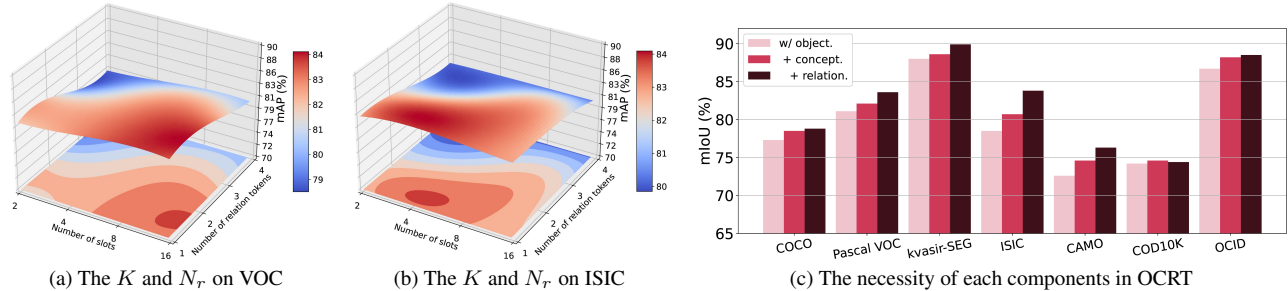 90
88
86
83
81
79
77
74
72
70
mAP (%)
84
83
82
81
80
79
2
4
8
16
Number of slots
1
2
3
4
Number of relation tokens
(a) The K and Nr on VOC
90
88
86
83
81
79
77
74
72
70
mAP (%)
84
83
82
81
80
2
4
8
16
Number of slots
1
2
3
4
Number of relation tokens
(b) The K and Nr on ISIC
w/ object.
+ concept.
+ relation.
90
85
80
75
70
65
mIoU (%)
COCO
Pascal VOC
kvasir-SEG
ISIC
CAMO
COD10K
OCID
(c) The necessity of each components in OCRT